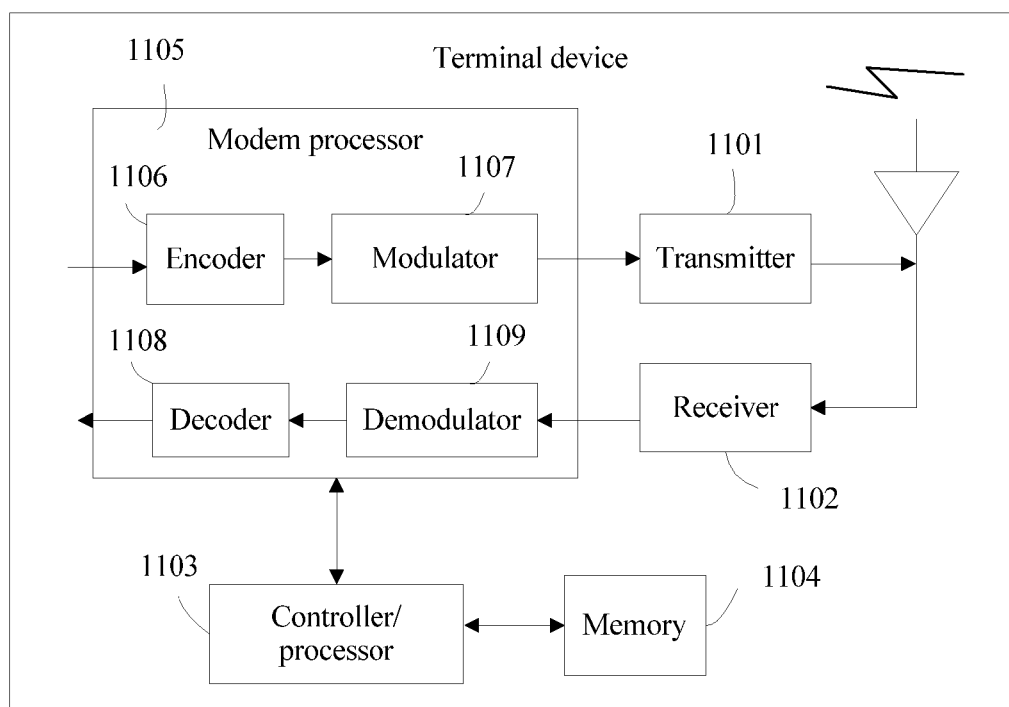 1105
Terminal device
Modem processor
1101
1106
1107
Encoder
Modulator
Transmitter
1108
1109
Decoder
Demodulator
Receiver
1102
1103
1104
Controller/
processor
Memory